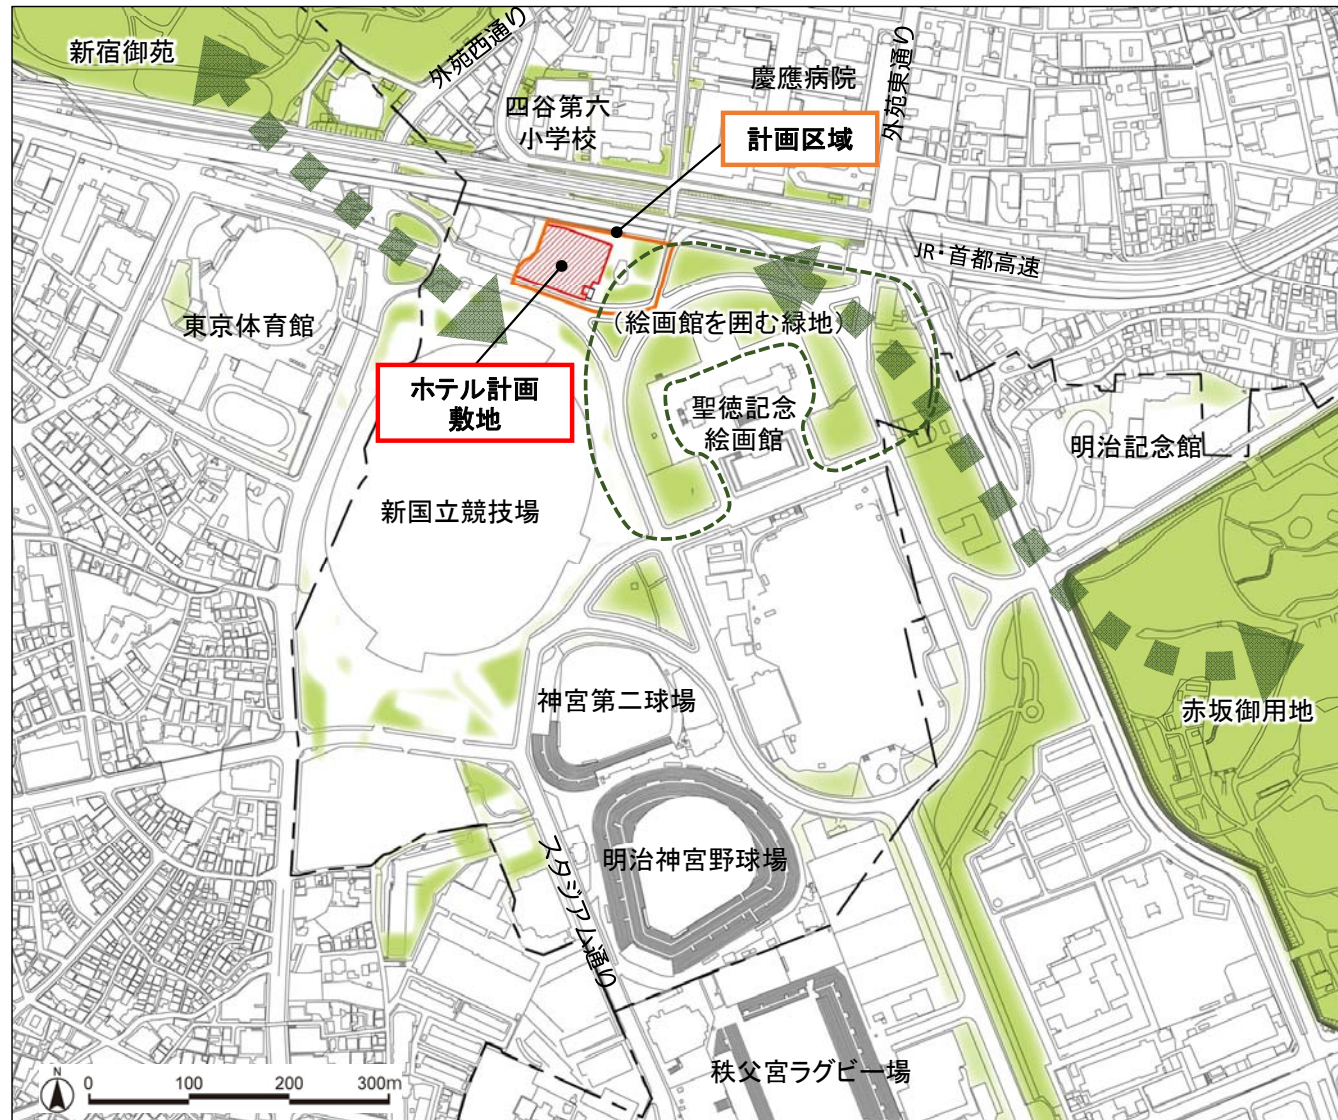 新宿御苑
外苑西通り
四谷第六
小学校
慶應病院
外苑東通り
計画区域
JR・首都高速
東京体育館
(絵画館を囲む緑地)
ホテル計画
敷地
聖徳記念
絵画館
明治記念館
新国立競技場
神宮第二球場
赤坂御用地
明治神宮野球場
スタジアム通り
秩父宮ラグビー場
N
0 100 200 300m